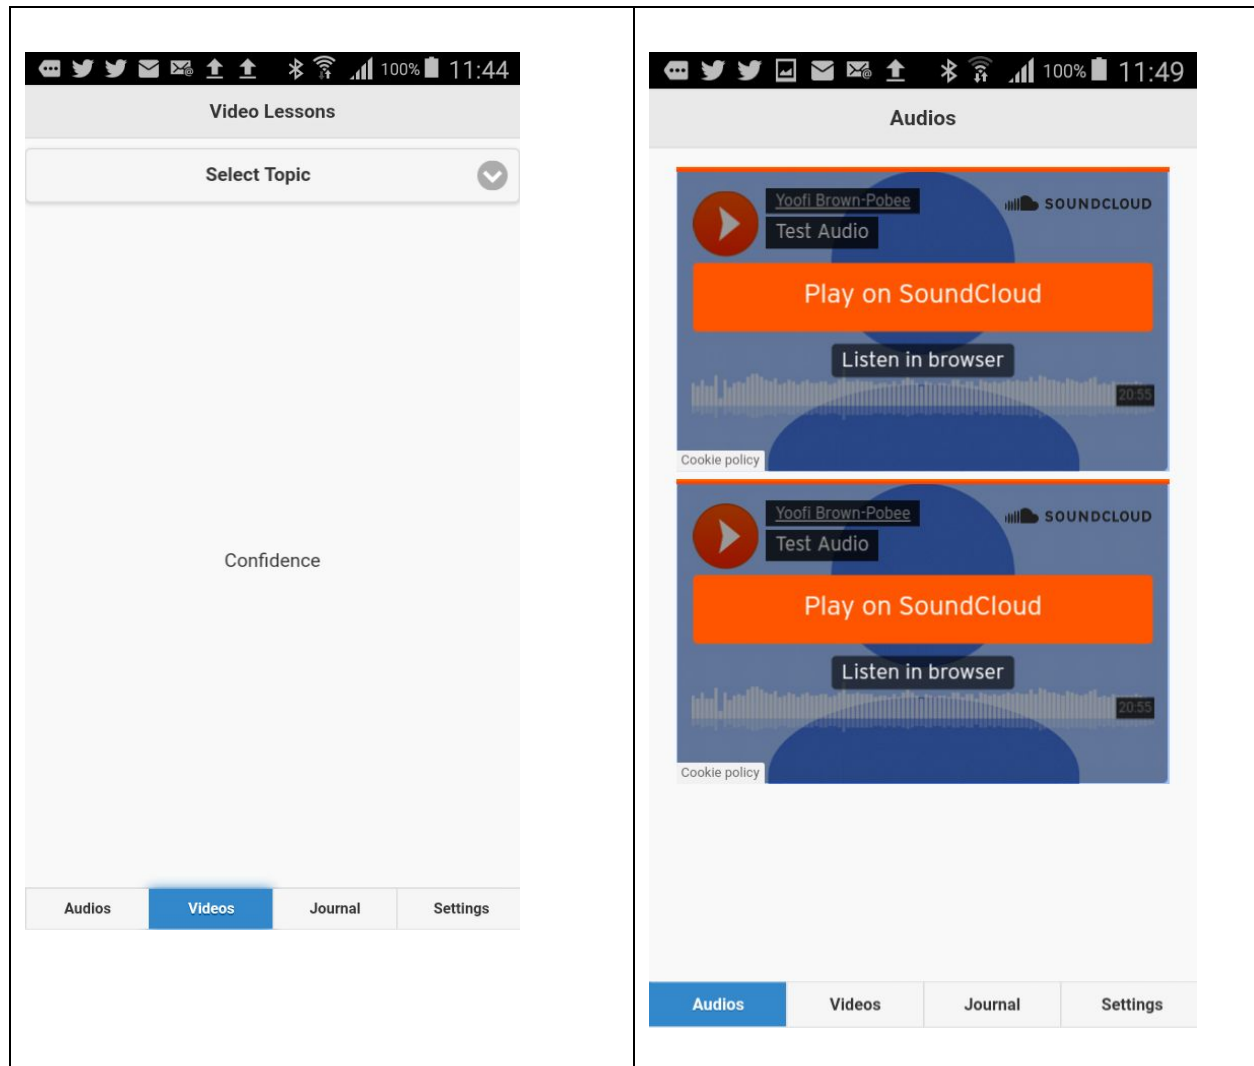 100% 11:44
Video Lessons
Select Topic
Confidence
Audios Videos Journal Settings
100% 11:49
Audios
Yoofi Brown-Pobee SOUNDCLOUD
Test Audio
Play on SoundCloud
Listen in browser
20:55
Cookie policy
Yoofi Brown-Pobee SOUNDCLOUD
Test Audio
Play on SoundCloud
Listen in browser
20:55
Cookie policy
Audios Videos Journal Settings